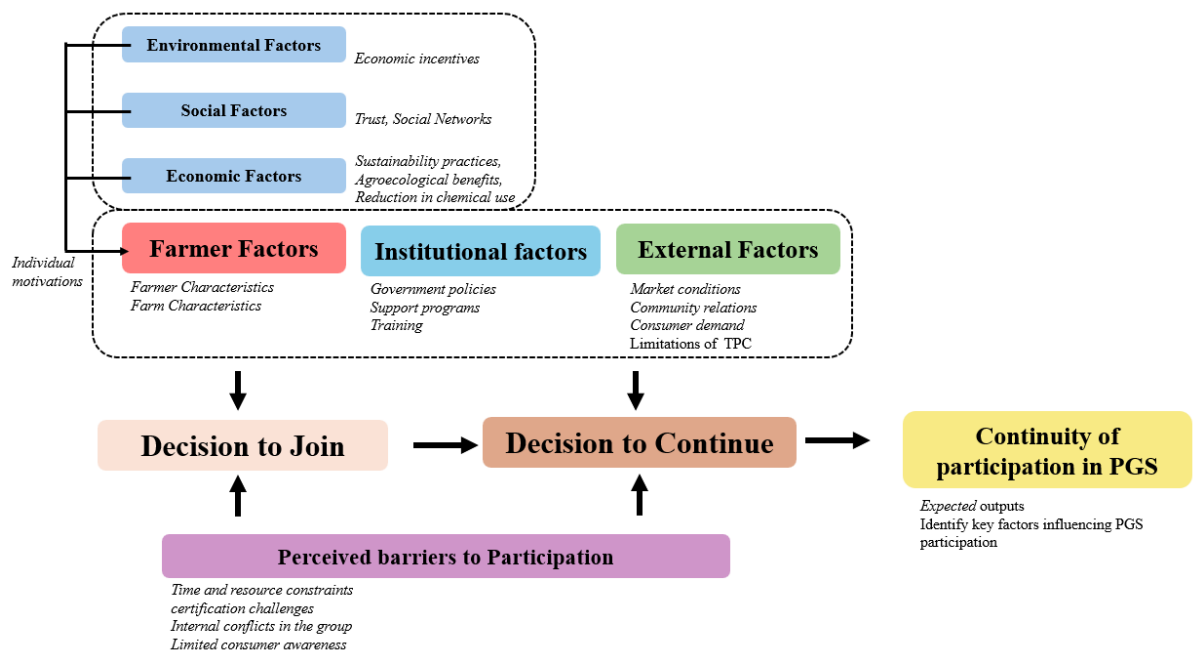 Environmental Factors
Economic incentives
Social Factors
Trust, Social Networks
Economic Factors
Sustainability practices,
Agroecological benefits,
Reduction in chemical use
Individual
motivations
Farmer Factors
Farmer Characteristics
Farm Characteristics
Institutional factors
Government policies
Support programs
Training
External Factors
Market conditions
Community relations
Consumer demand
Limitations of TPC
Decision to Join
Decision to Continue
Continuity of
participation in PGS
Expected outputs
Identify key factors influencing PGS
participation
Perceived barriers to Participation
Time and resource constraints
certification challenges
Internal conflicts in the group
Limited consumer awareness